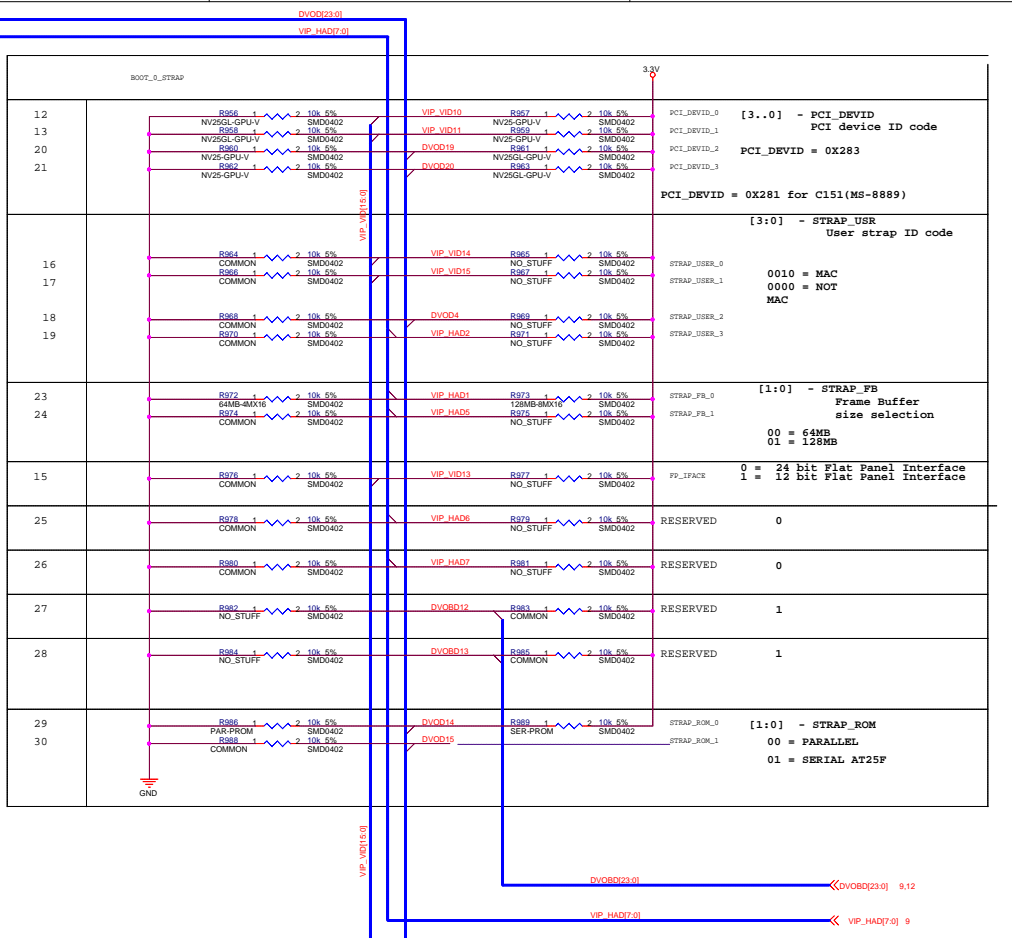 DVOD[23:0]
VIP_HAD[7:0]
BOOT_0_STRAP
3.3V
12 R956 1 2 10k 5% VIP_VID10 R957 1 2 10k 5% PCI_DEVID_0 [3..0] - PCI_DEVID
NV25GL-GPU-V SMD0402 NV25-GPU-V SMD0402 PCI device ID code
13 R958 1 2 10k 5% VIP_VID11 R959 1 2 10k 5% PCI_DEVID_1
NV25GL-GPU-V SMD0402 NV25-GPU-V SMD0402
20 R960 1 2 10k 5% DVOD19 R961 1 2 10k 5% PCI_DEVID_2 PCI_DEVID = 0X283
NV25-GPU-V SMD0402 NV25GL-GPU-V SMD0402
21 R962 1 2 10k 5% DVOD20 R963 1 2 10k 5% PCI_DEVID_3
NV25-GPU-V SMD0402 NV25GL-GPU-V SMD0402
PCI_DEVID = 0X281 for C151(MS-8889)
VIP_VID[15:0]
[3:0] - STRAP_USR
User strap ID code
16 R964 1 2 10k 5% VIP_VID14 R965 1 2 10k 5% STRAP_USER_0
COMMON SMD0402 NO_STUFF SMD0402
17 R966 1 2 10k 5% VIP_VID15 R967 1 2 10k 5% STRAP_USER_1 0010 = MAC
COMMON SMD0402 NO_STUFF SMD0402 0000 = NOT
MAC
18 R968 1 2 10k 5% DVOD4 R969 1 2 10k 5% STRAP_USER_2
COMMON SMD0402 NO_STUFF SMD0402
19 R970 1 2 10k 5% VIP_HAD2 R971 1 2 10k 5% STRAP_USER_3
COMMON SMD0402 NO_STUFF SMD0402
[1:0] - STRAP_FB
23 R972 1 2 10k 5% VIP_HAD1 R973 1 2 10k 5% STRAP_FB_0 Frame Buffer
64MB-4MX16 SMD0402 128MB-8MX16 SMD0402
24 R974 1 2 10k 5% VIP_HAD5 R975 1 2 10k 5% STRAP_FB_1 size selection
COMMON SMD0402 NO_STUFF SMD0402
00 = 64MB
01 = 128MB
0 = 24 bit Flat Panel Interface
15 R976 1 2 10k 5% VIP_VID13 R977 1 2 10k 5% FP_IFACE 1 = 12 bit Flat Panel Interface
COMMON SMD0402 NO_STUFF SMD0402
25 R978 1 2 10k 5% VIP_HAD6 R979 1 2 10k 5% RESERVED 0
COMMON SMD0402 NO_STUFF SMD0402
26 R980 1 2 10k 5% VIP_HAD7 R981 1 2 10k 5% RESERVED 0
COMMON SMD0402 NO_STUFF SMD0402
27 R982 1 2 10k 5% DVOBD12 R983 1 2 10k 5% RESERVED 1
NO_STUFF SMD0402 COMMON SMD0402
28 R984 1 2 10k 5% DVOBD13 R985 1 2 10k 5% RESERVED 1
NO_STUFF SMD0402 COMMON SMD0402
29 R986 1 2 10k 5% DVOD14 R989 1 2 10k 5% STRAP_ROM_0 [1:0] - STRAP_ROM
PAR-PROM SMD0402 SER-PROM SMD0402
30 R988 1 2 10k 5% DVOD15 STRAP_ROM_1 00 = PARALLEL
COMMON SMD0402
01 = SERIAL AT25F
GND
VIP_VID[15:0]
DVOBD[23:0] DVOBD[23:0] 9,12
VIP_HAD[7:0] VIP_HAD[7:0] 9